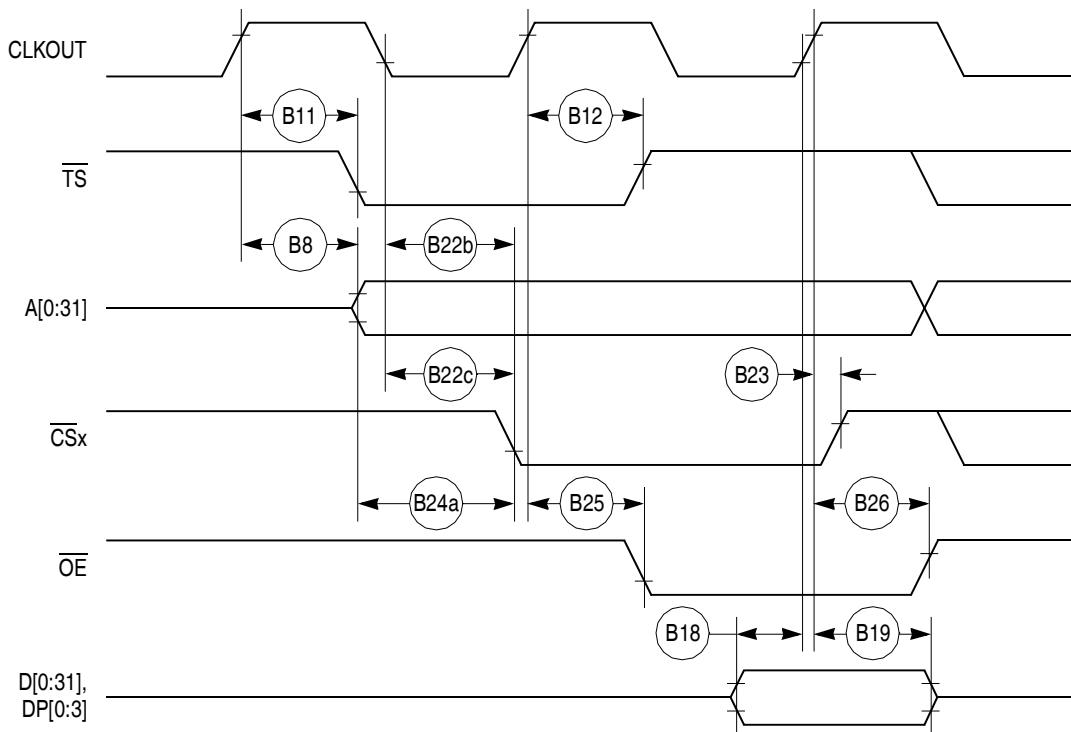 CLKOUT
B11
B12
TS
B8
B22b
A[0:31]
B22c
B23
CSx
B24a
B25
B26
OE
B18
B19
D[0:31],
DP[0:3]